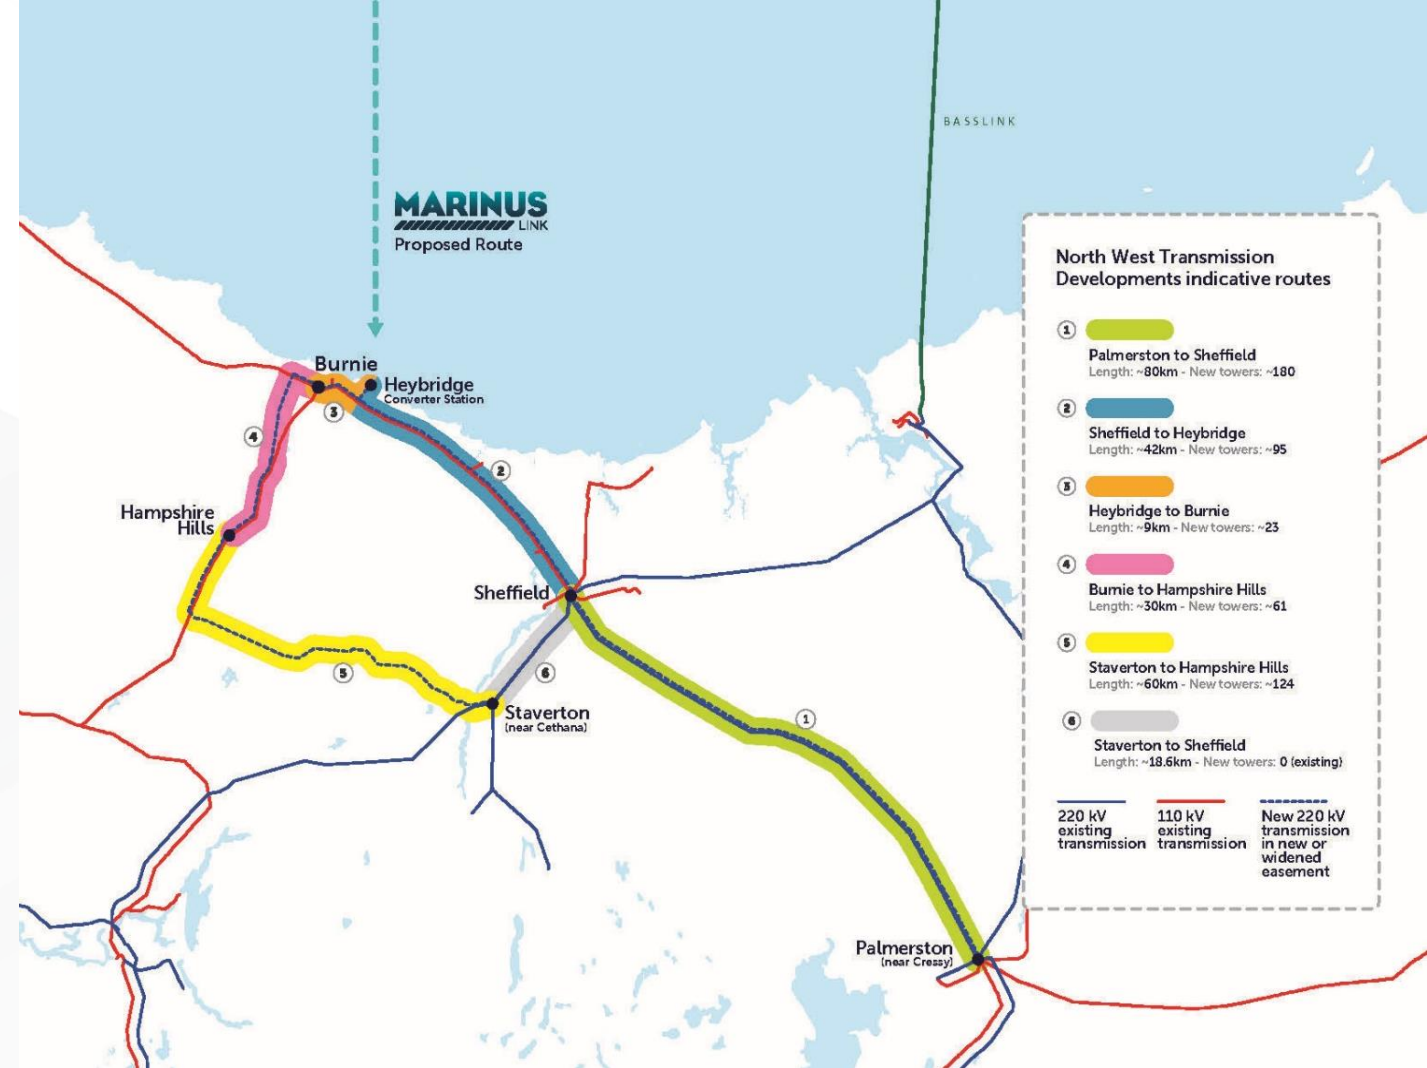 BASSLINK
MARINUS
LINK
Proposed Route
Burnie
Heybridge
Converter Station
3
4
2
Hampshire
Hills
Sheffield
6
5
Staverton
(near Cethana)
1
Palmerston
(near Cressy)
North West Transmission
Developments indicative routes
1
Palmerston to Sheffield
Length: ~80km - New towers: ~180
2
Sheffield to Heybridge
Length: ~42km - New towers: ~95
3
Heybridge to Burnie
Length: ~9km - New towers: ~23
4
Burnie to Hampshire Hills
Length: ~30km - New towers: ~61
5
Staverton to Hampshire Hills
Length: ~60km - New towers: ~124
6
Staverton to Sheffield
Length: ~18.6km - New towers: 0 (existing)
220 kV
existing
transmission
110 kV
existing
transmission
New 220 kV
transmission
in new or
widened
easement